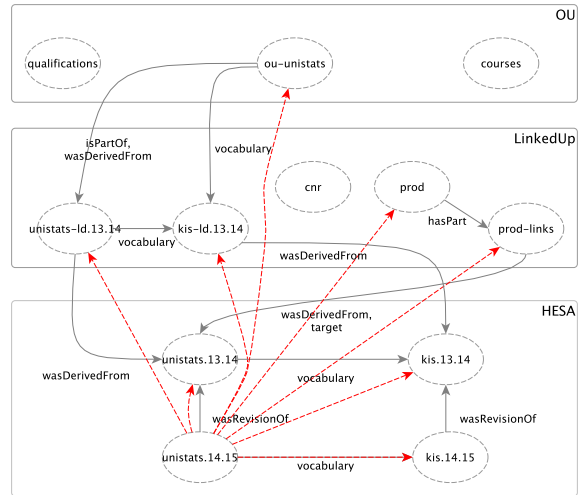 OU
qualifications
ou-unistats
courses
isPartOf,
wasDerivedFrom
vocabulary
LinkedUp
cnr
prod
hasPart
unistats-ld.13.14
vocabulary
kis-ld.13.14
prod-links
wasDerivedFrom
HESA
wasDerivedFrom,
target
unistats.13.14
kis.13.14
wasDerivedFrom
vocabulary
wasRevisionOf
wasRevisionOf
unistats.14.15
vocabulary
kis.14.15